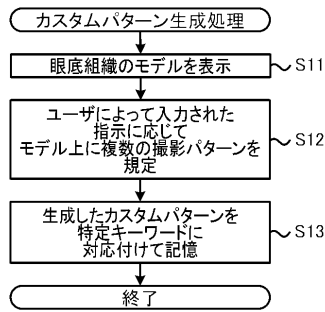 カスタムパターン生成処理
眼底組織のモデルを表示
S11
ユーザによって入力された
指示に応じて
モデル上に複数の撮影パターンを
規定
S12
生成したカスタムパターンを
特定キーワードに
対応付けて記憶
S13
終了